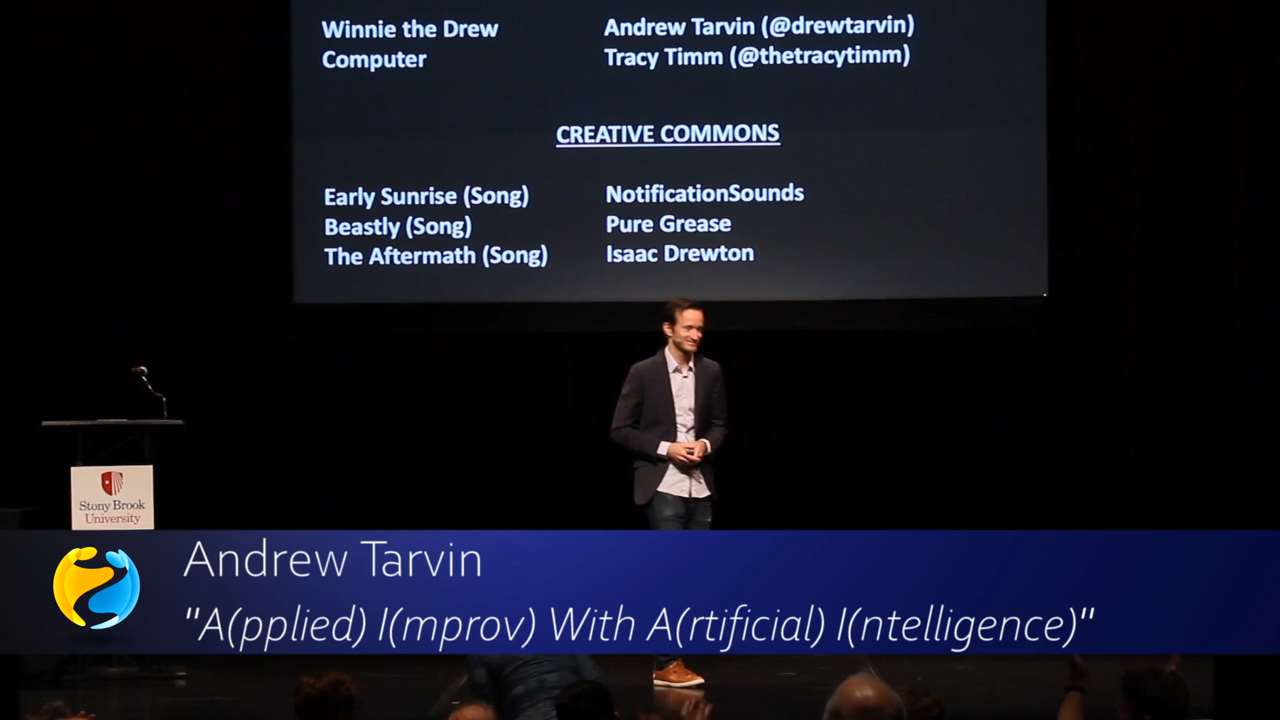 Winnie the Drew Andrew Tarvin (@drewtarvin)
Computer Tracy Timm (@thetracytimm)
CREATIVE COMMONS
Early Sunrise (Song) NotificationSounds
Beastly (Song) Pure Grease
The Aftermath (Song) Isaac Drewton
Stony Brook
University
Andrew Tarvin
"A(pplied) I(mprov) With A(rtificial) I(ntelligence)"